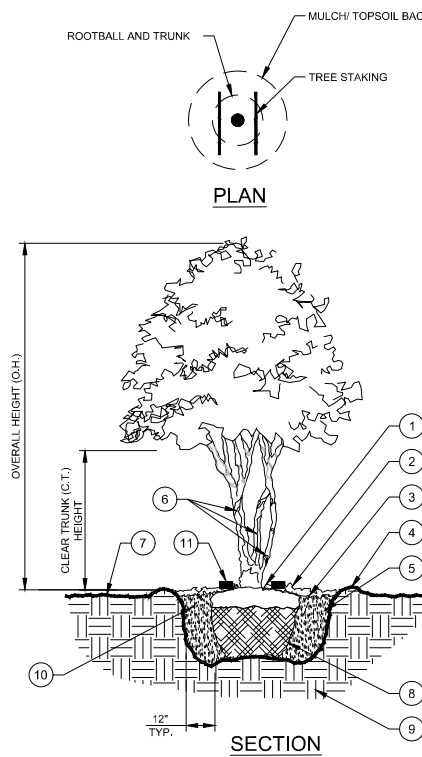 MULCH/ TOPSOIL BAC
ROOTBALL AND TRUNK
TREE STAKING
PLAN
OVERALL HEIGHT (O.H.)
CLEAR TRUNK (C.T.)
HEIGHT
1
2
3
4
5
6
7
11
10
8
9
12"
TYP.
SECTION